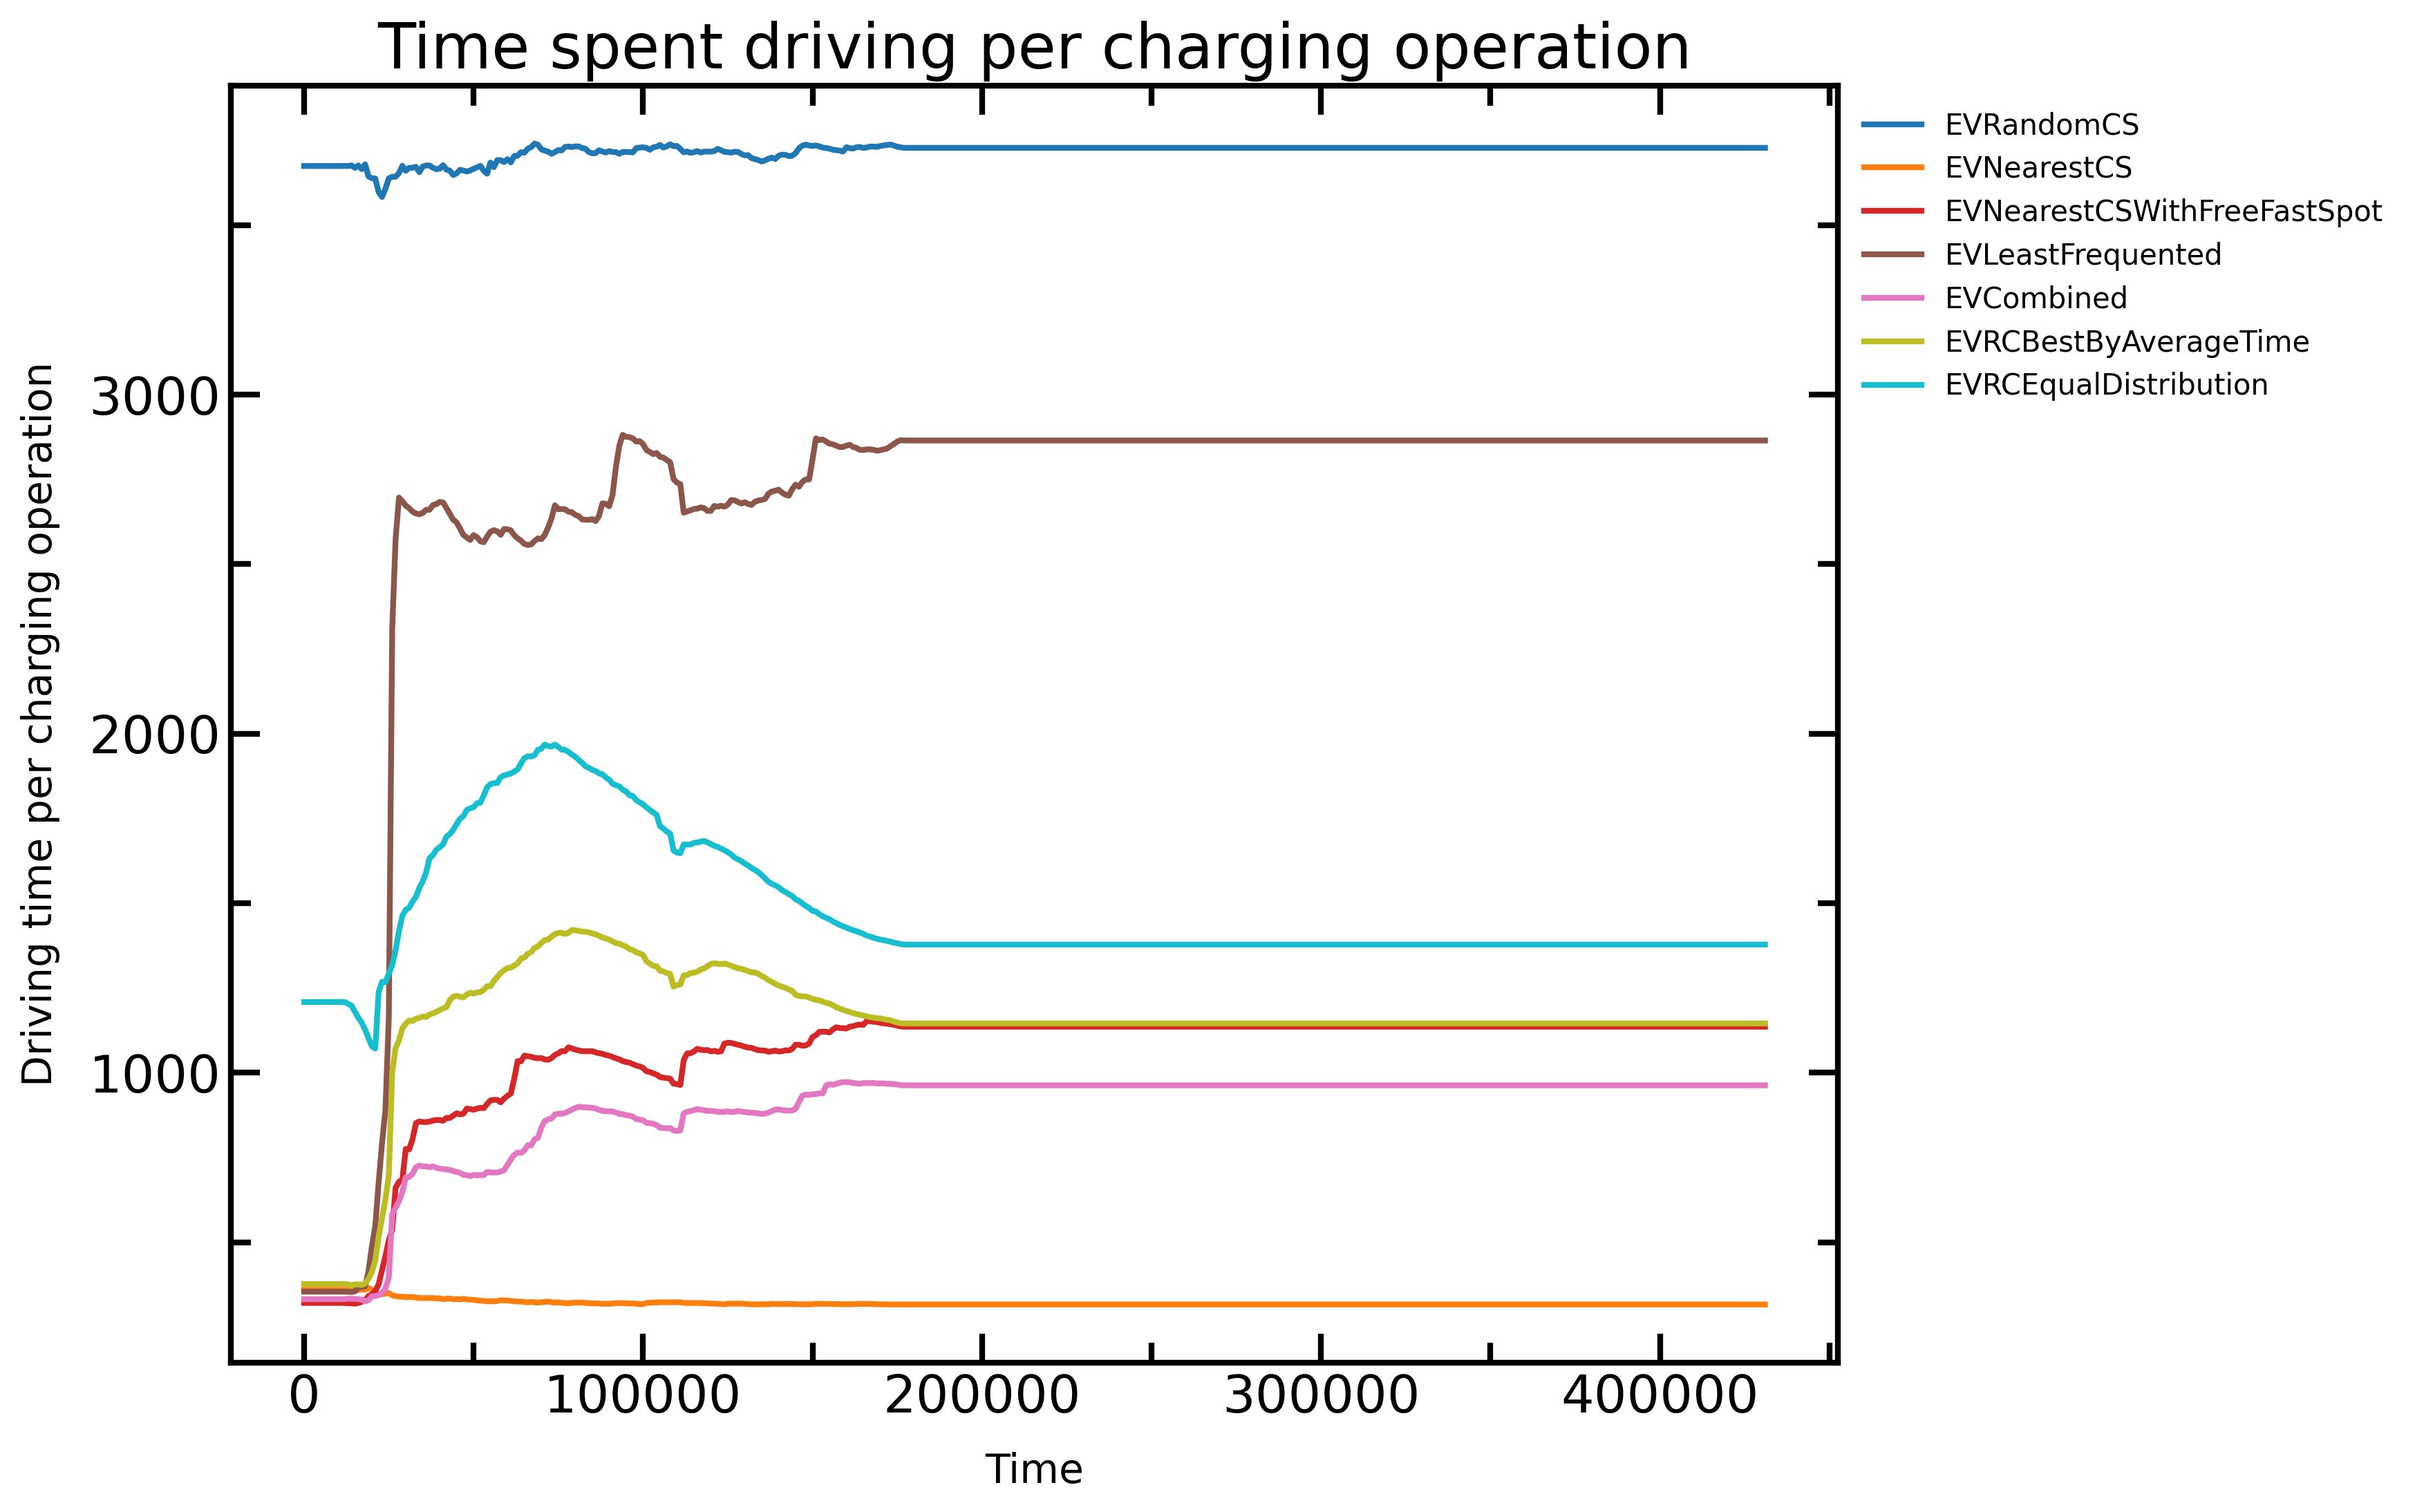 Time spent driving per charging operation
EVRandomCS
EVNearestCS
EVNearestCSWithFreeFastSpot
EVLeastFrequented
EVCombined
EVRCBestByAverageTime
EVRCEqualDistribution
Driving time per charging operation
3000
2000
1000
0
100000
200000
300000
400000
Time